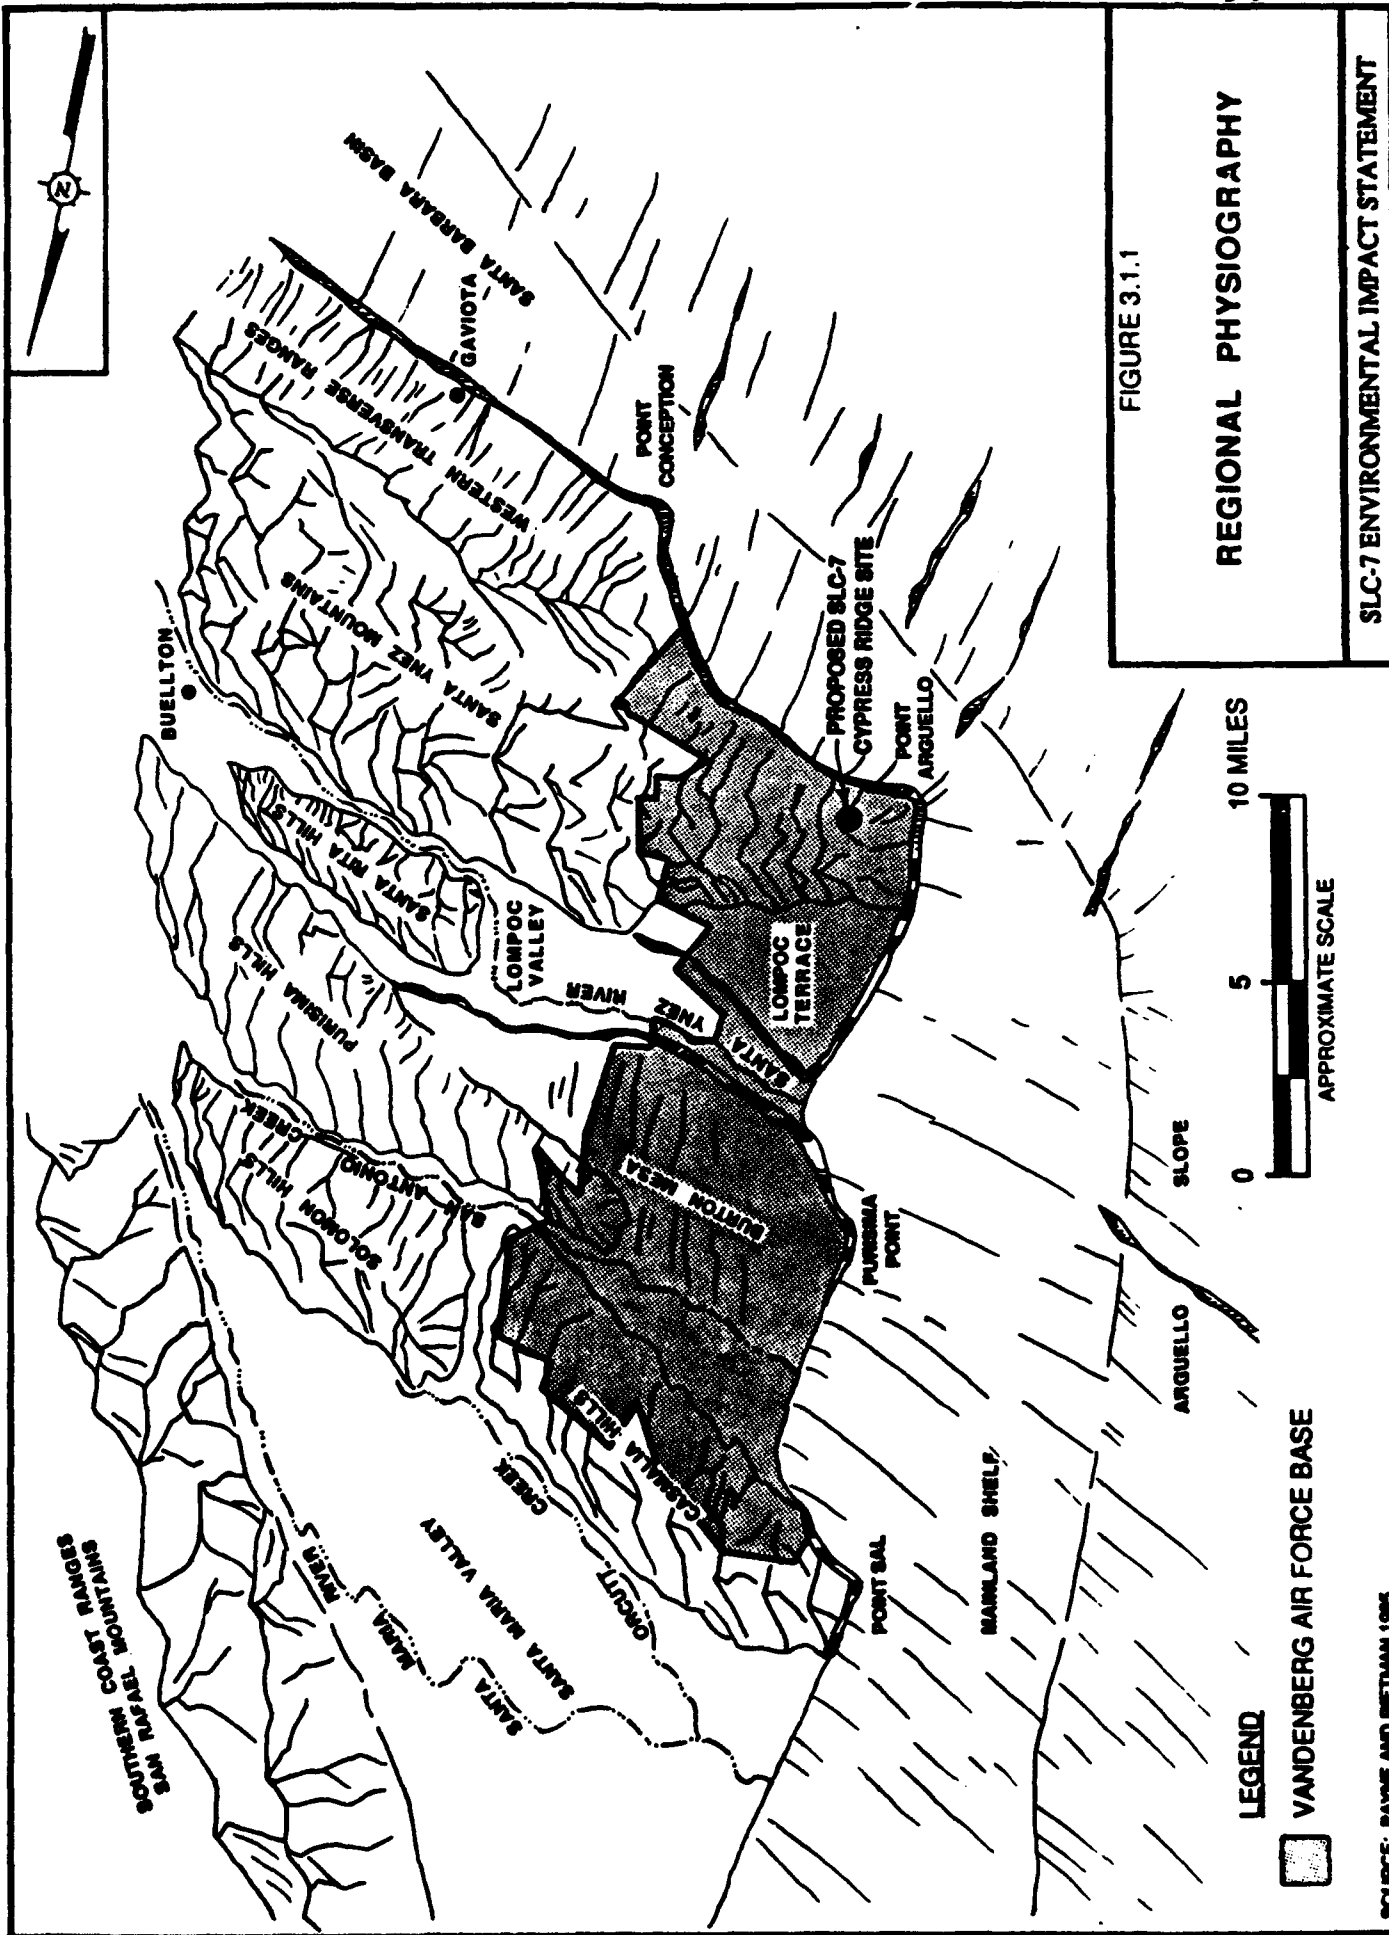 N
SOUTHERN COAST RANGES
SAN RAFAEL MOUNTAINS
SANTA MARIA RIVER
SANTA MARIA VALLEY
ORCUTT CREEK
SOLOMON HILLS
SAN ANTONIO CREEK
CASMALIA HILLS
PURISIMA HILLS
BURTON MESA
BUELLTON
SANTA RITA HILLS
LOMPOC
VALLEY
SANTA YNEZ RIVER
LOMPOC
TERRACE
SANTA YNEZ MOUNTAINS
WESTERN TRANSVERSE RANGES
GAVIOTA
SANTA BARBARA BASIN
POINT
CONCEPTION
PROPOSED SLC-7
CYPRESS RIDGE SITE
POINT
ARGUELLO
PURISIMA
POINT
POINT SAL
MAINLAND SHELF
ARGUELLO SLOPE
LEGEND
VANDENBERG AIR FORCE BASE
0 5 10 MILES
APPROXIMATE SCALE
FIGURE 3.1.1
REGIONAL PHYSIOGRAPHY
SLC-7 ENVIRONMENTAL IMPACT STATEMENT
SOURCE: PAYNE AND